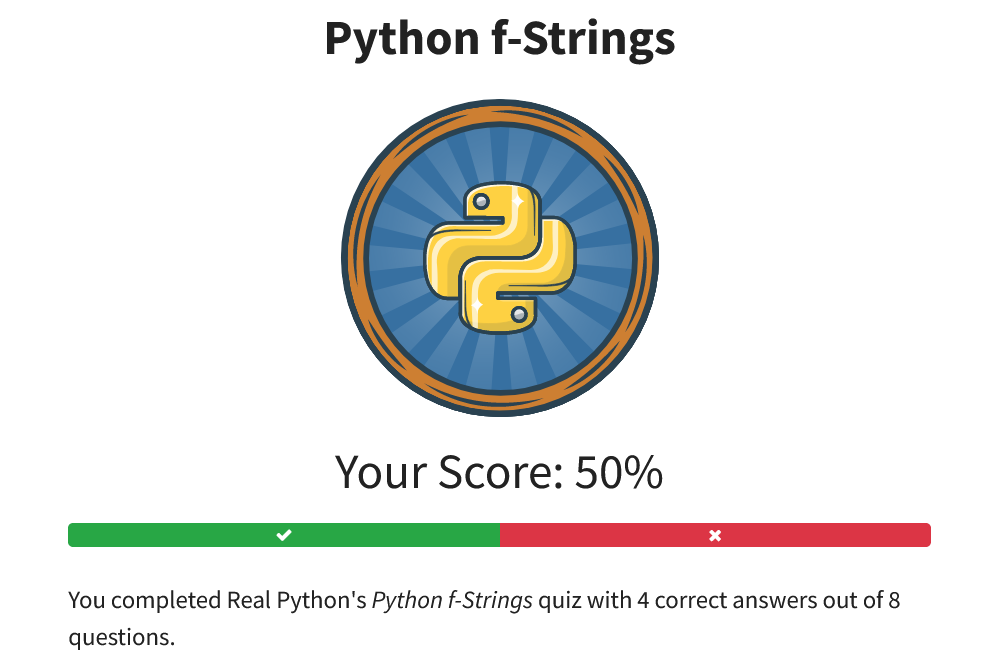 Python f-Strings
Your Score: 50%
You completed Real Python's Python f-Strings quiz with 4 correct answers out of 8
questions.